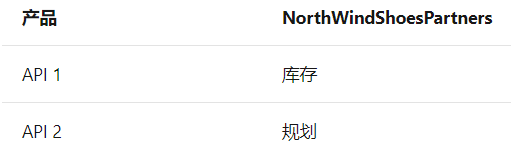 产品 NorthWindShoesPartners
API 1 库存
API 2 规划